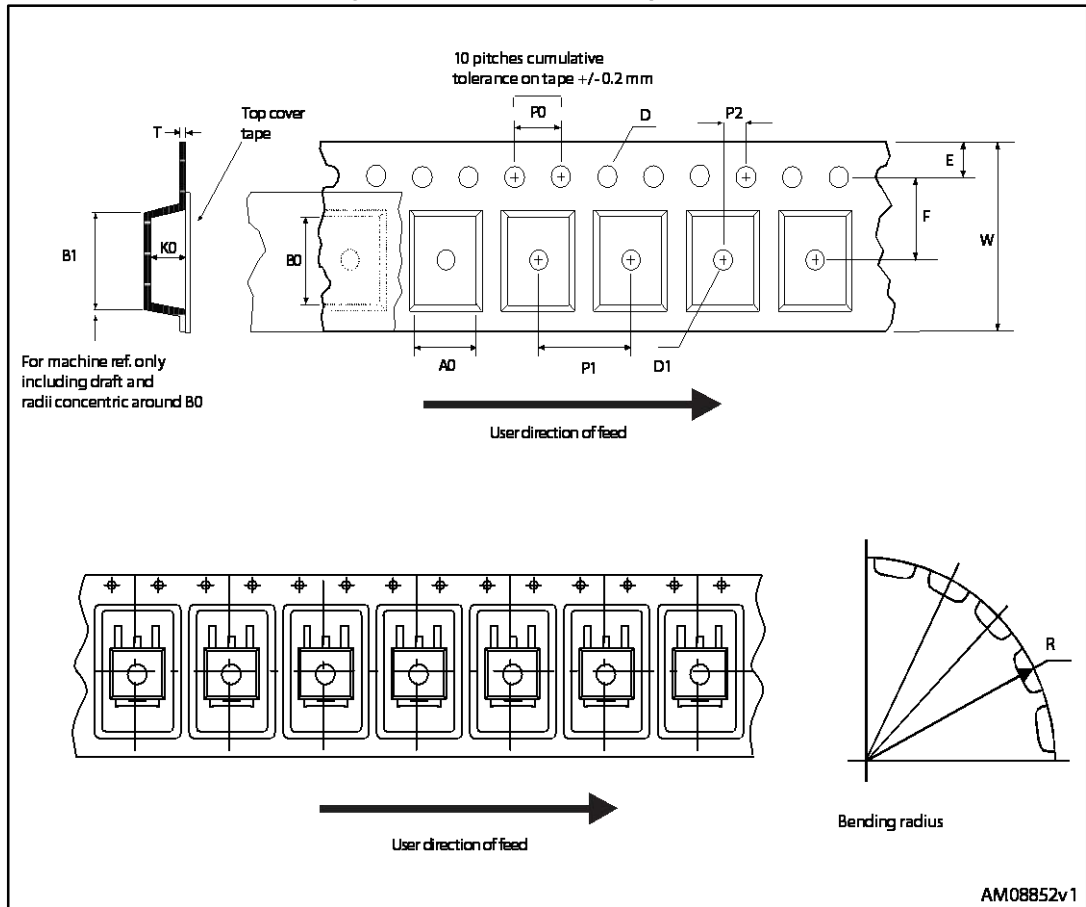 10 pitches cumulative
tolerance on tape +/- 0.2 mm
Top cover
tape
T
P0
D
P2
E
F
W
B1
K0
B0
For machine ref. only
including draft and
radii concentric around B0
A0
P1
D1
User direction of feed
R
Bending radius
User direction of feed
AM08852v1